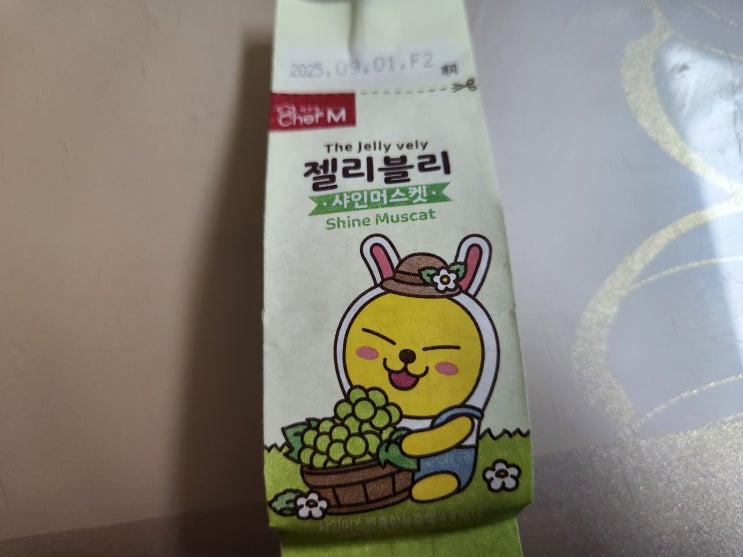 2025.09.01.F2
Chef M
The Jelly vely
젤리블리
·샤인머스켓·
Shine Muscat